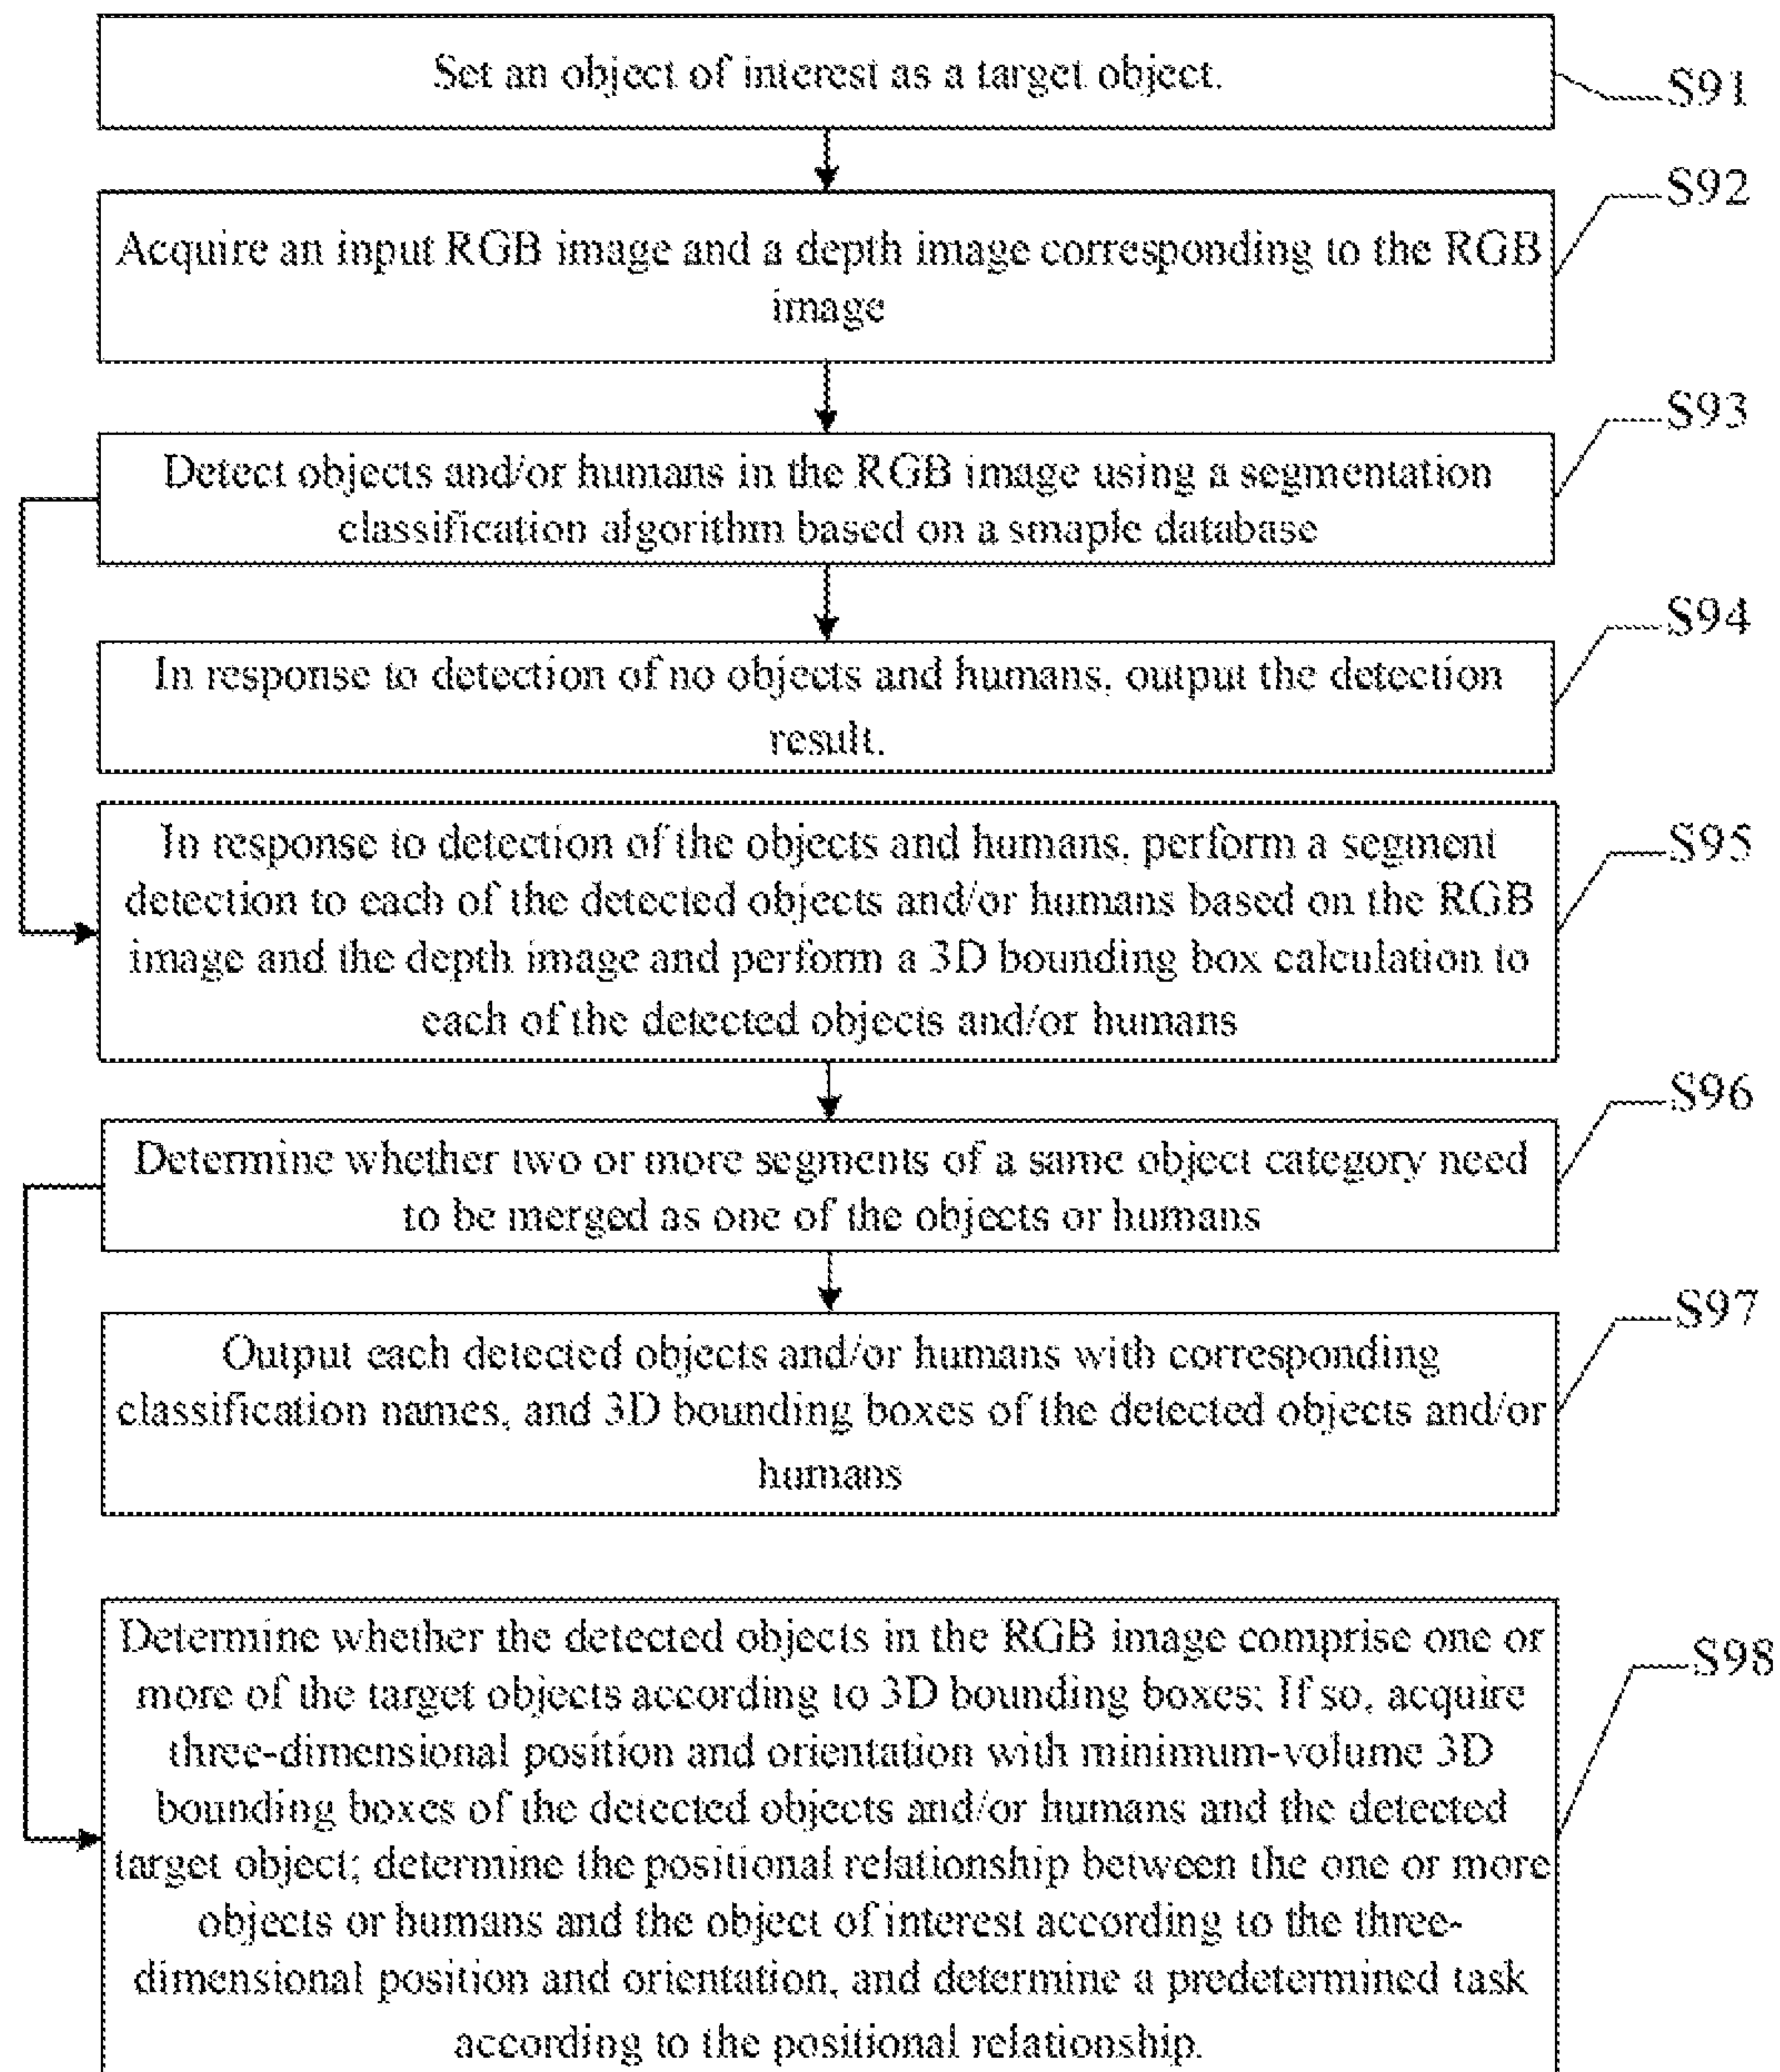 Set an object of interest as a target object.
S91
Acquire an input RGB image and a depth image corresponding to the RGB
image
S92
Detect objects and/or humans in the RGB image using a segmentation
classification algorithm based on a smaple database
S93
In response to detection of no objects and humans, output the detection
result.
S94
In response to detection of the objects and humans, perform a segment
detection to each of the detected objects and/or humans based on the RGB
image and the depth image and perform a 3D bounding box calculation to
each of the detected objects and/or humans
S95
Determine whether two or more segments of a same object category need
to be merged as one of the objects or humans
S96
Output each detected objects and/or humans with corresponding
classification names, and 3D bounding boxes of the detected objects and/or
humans
S97
Determine whether the detected objects in the RGB image comprise one or
more of the target objects according to 3D bounding boxes; If so, acquire
three-dimensional position and orientation with minimum-volume 3D
bounding boxes of the detected objects and/or humans and the detected
target object; determine the positional relationship between the one or more
objects or humans and the object of interest according to the three-
dimensional position and orientation, and determine a predetermined task
according to the positional relationship.
S98